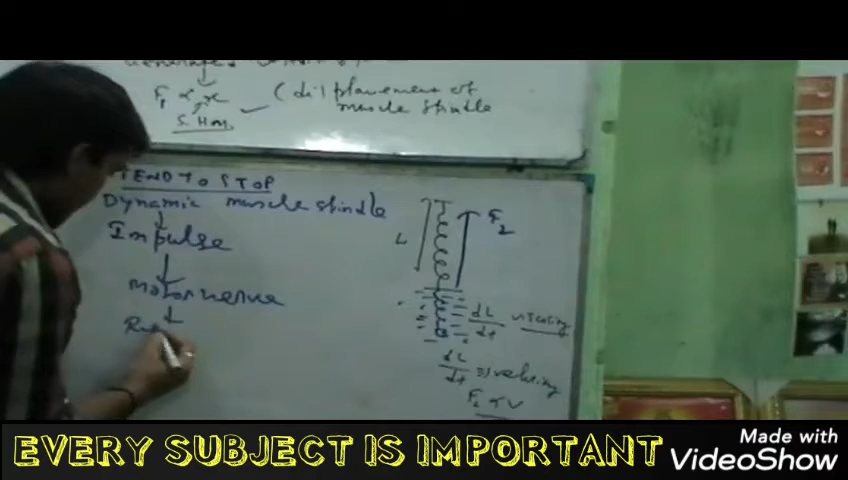 F₁ ∝ x (displacement of
muscle spindle
S.H.M.
TEND TO STOP
Dynamic muscle spindle
Impulse
Motor nerve
L
F₂
dL/dt viscosity
dL/dt = velocity
F₂ ∝ V
EVERY SUBJECT IS IMPORTANT
Made with
VideoShow